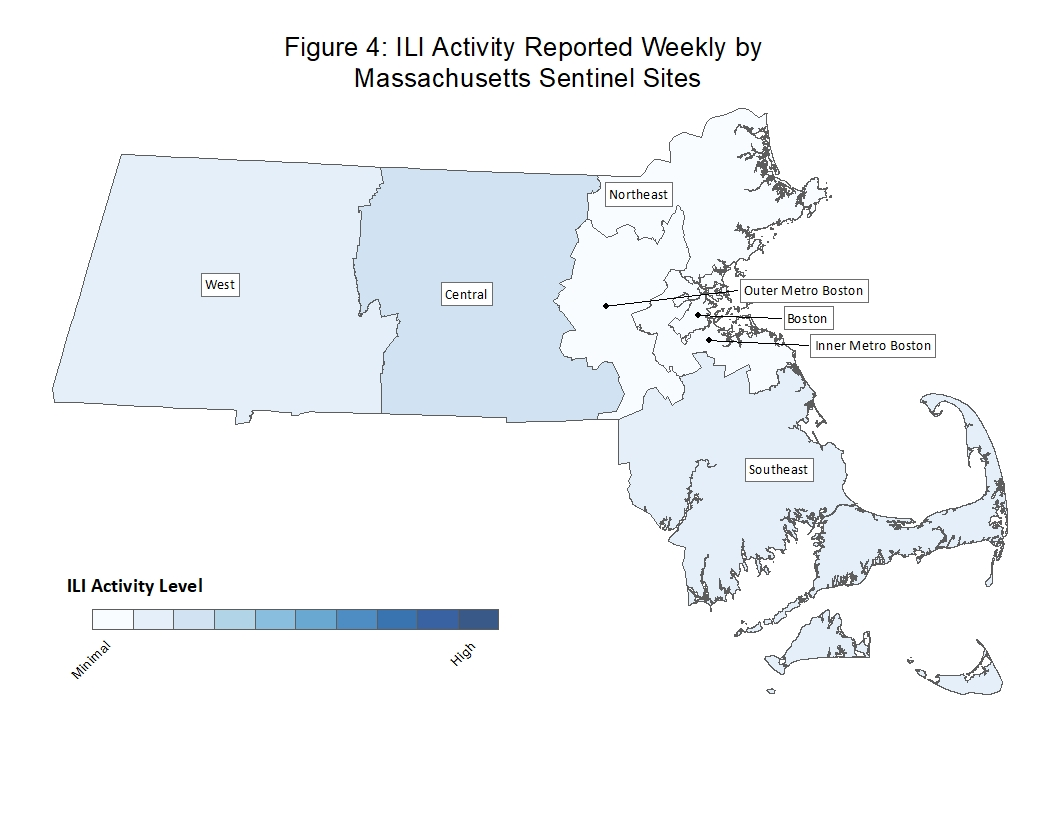 Figure 4: ILI Activity Reported Weekly by
Massachusetts Sentinel Sites
Northeast
West
Central
Outer Metro Boston
Boston
Inner Metro Boston
Southeast
ILI Activity Level
Minimal
High